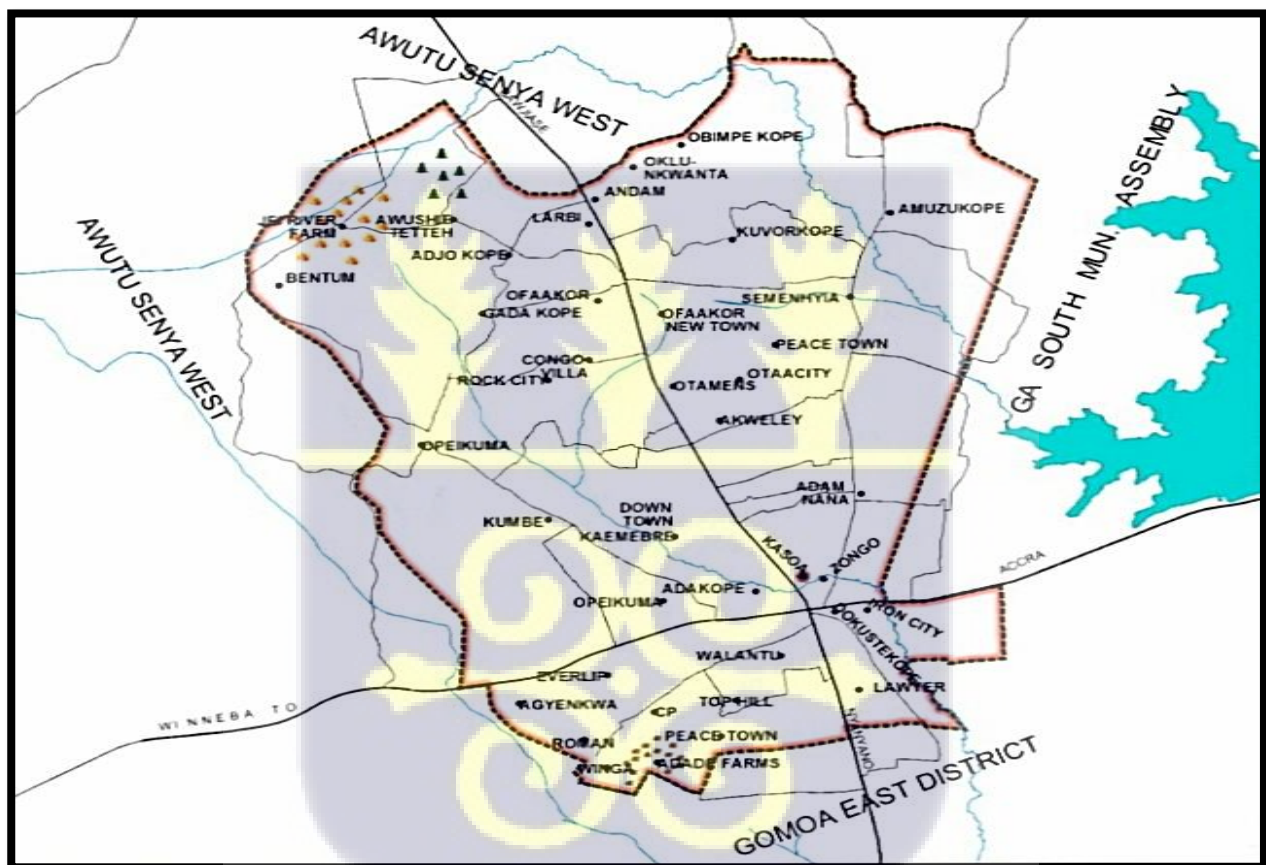 AWUTU SENYA WEST
OBIMPE KOPE
OKLU-
NKWANTA
ANDAM
AMUZUKOPE
LARBI
KUVORKOPE
RIVER
FARM
AWUSHIE
TETTEH
ADJO KOPE
BENTUM
OFAAKOR
SEMENHYIA
GADA KOPE
OFAAKOR
NEW TOWN
PEACE TOWN
CONGO
VILLA
ROCK CITY
OTAMENS
OTAACITY
AKWELEY
AWUTU SENYA WEST
GA SOUTH MUN. ASSEMBLY
OPEIKUMA
ADAM
NANA
KUMBE
DOWN
TOWN
KAEMEBRE
KASOA
ZONGO
ACCRA
ADAKOPE
OPEIKUMA
IRON CITY
DOKUSTEKOPE
WALANTU
EVERLIP
LAWYER
AGYENKWA
CP
TOP HILL
WINNEBA TO
ROMAN
PEACE TOWN
NYANYANO
WINGA
ADADE FARMS
GOMOA EAST DISTRICT